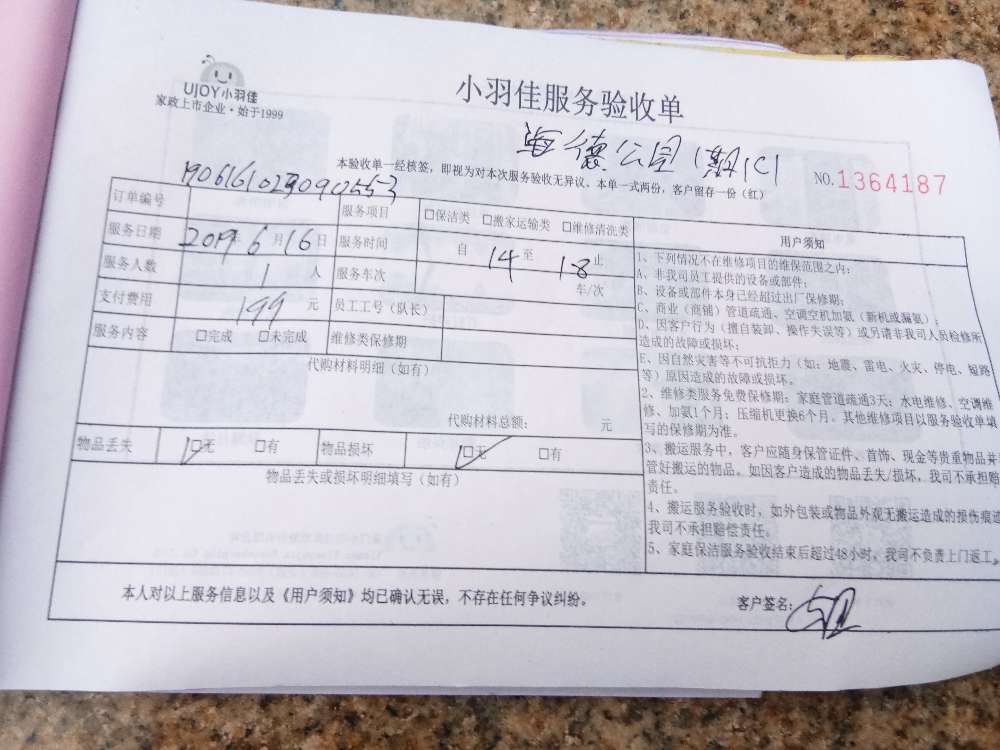 UJOY小羽佳
家政上市企业·始于1999
小羽佳服务验收单
海德公园1期1C1
本验收单一经核签，即视为对本次服务验收无异议、本单一式两份，客户留存一份（红）
NO.1364187
订单编号
服务项目 □保洁类 □搬家运输类 □维修清洗类
服务日期 2019年6月16日 服务时间 自14至18止
服务人数 1人 服务车次 车/次
支付费用 199元 员工工号（队长）
服务内容 □完成 □未完成 维修类保修期
代购材料明细（如有）
代购材料总额： 元
物品丢失 □无 □有 物品损坏 □无 □有
物品丢失或损坏明细填写（如有）
用户须知
1、下列情况不在维修项目的维保范围之内：
A、非我司员工提供的设备或部件；
B、设备或部件本身已经超过出厂保修期；
C、商业（商铺）管道疏通、空调空机加氨（新机或漏氨）；
D、因客户行为（擅自装卸、操作失误等）或另请非我司人员检修所
造成的故障或损坏；
E、因自然灾害等不可抗拒力（如：地震、雷电、火灾、停电、短路
等）原因造成的故障或损坏。
2、维修类服务免费保修期：家庭管道疏通3天；水电维修、空调维
修、加氨1个月；压缩机更换6个月。其他维修项目以服务验收单填
写的保修期为准。
3、搬运服务中，客户应随身保管证件、首饰、现金等贵重物品并
管好搬运的物品。如因客户造成的物品丢失/损坏，我司不承担赔
责任。
4、搬运服务验收时，如外包装或物品外观无搬运造成的损伤痕迹
我司不承担赔偿责任。
5、家庭保洁服务验收结束后超过48小时，我司不负责上门返工。
本人对以上服务信息以及《用户须知》均已确认无误，不存在任何争议纠纷。
客户签名：